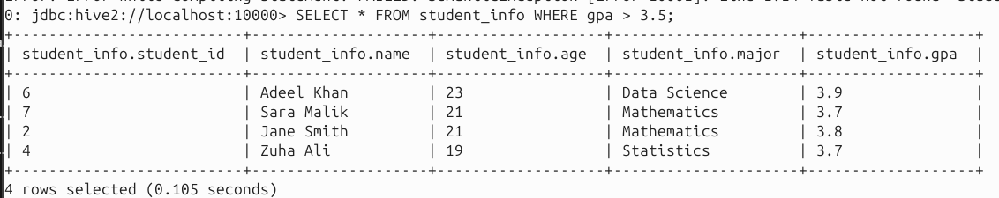 0: jdbc:hive2://localhost:10000> SELECT * FROM student_info WHERE gpa > 3.5;
+--------------------------+--------------------+-------------------+---------------------+-------------------+
| student_info.student_id  | student_info.name  | student_info.age  | student_info.major  | student_info.gpa  |
+--------------------------+--------------------+-------------------+---------------------+-------------------+
| 6                        | Adeel Khan         | 23                | Data Science        | 3.9               |
| 7                        | Sara Malik         | 21                | Mathematics         | 3.7               |
| 2                        | Jane Smith         | 21                | Mathematics         | 3.8               |
| 4                        | Zuha Ali           | 19                | Statistics          | 3.7               |
+--------------------------+--------------------+-------------------+---------------------+-------------------+
4 rows selected (0.105 seconds)